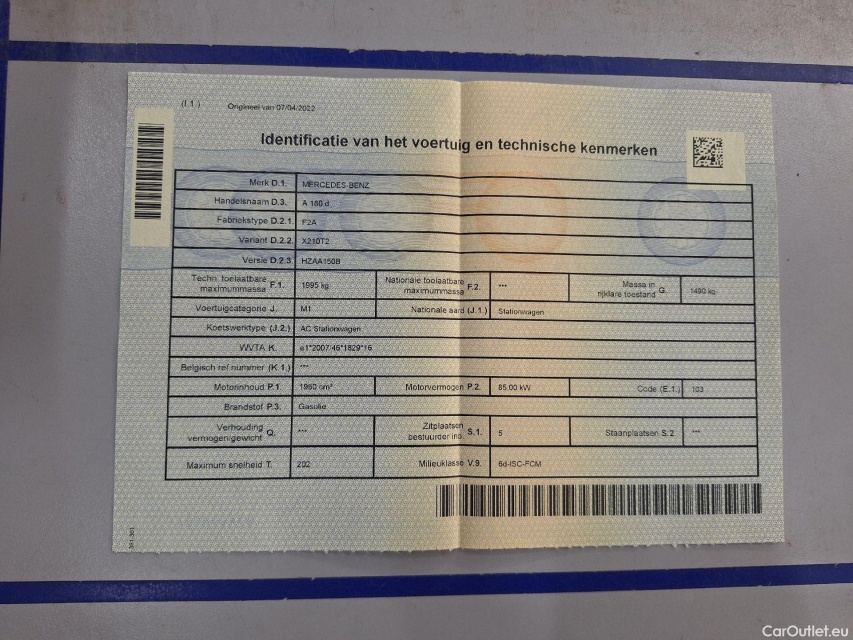 (I.1.) Origineel van 07/04/2022
Identificatie van het voertuig en technische kenmerken
Merk D.1. MERCEDES-BENZ
Handelsnaam D.3. A 180 d
Fabriekstype D.2.1. F2A
Variant D.2.2. X210T2
Versie D.2.3. HZAA150B
Techn. toelaatbare maximummassa F.1. 1995 kg Nationale toelaatbare maximummassa F.2. --- Massa in rijklare toestand G. 1490 kg
Voertuigcategorie J. M1 Nationale aard (J.1.) Stationwagen
Koetswerktype (J.2.) AC Stationwagen
WVTA K. e1*2007/46*1829*16
Belgisch ref nummer (K.1.) ---
Motorinhoud P.1. 1950 cm³ Motorvermogen P.2. 85.00 kW Code (E.1.) 103
Brandstof P.3. Gasolie
Verhouding vermogen/gewicht Q. --- Zitplaatsen bestuurder inb. S.1. 5 Staanplaatsen S.2. ---
Maximum snelheid T. 202 Milieuklasse V.9. 6d-ISC-FCM
CarOutlet.eu